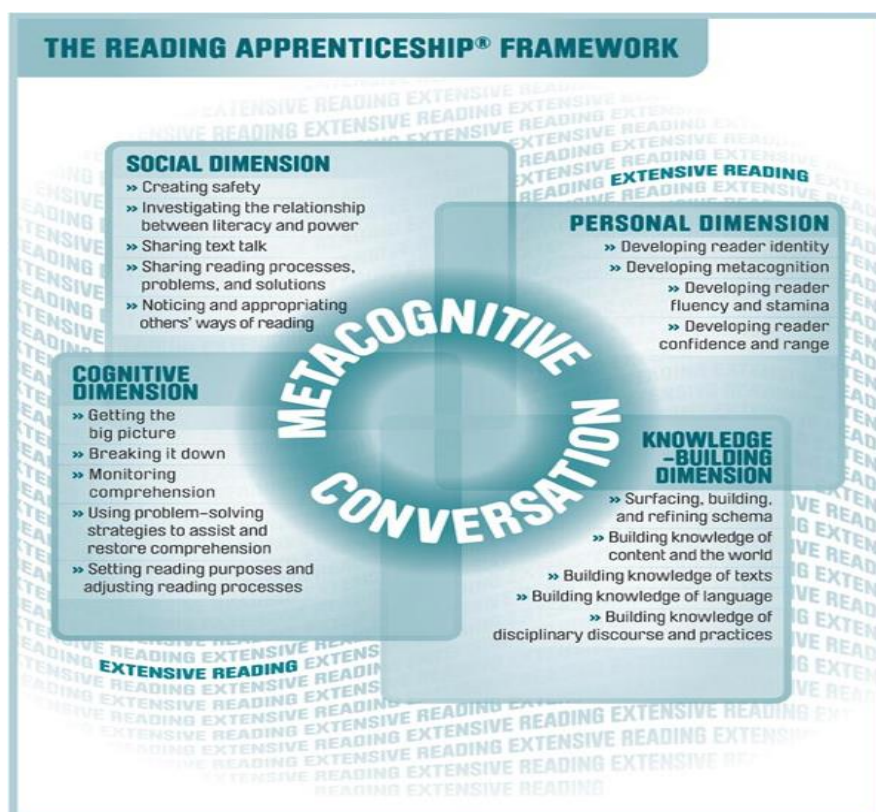 THE READING APPRENTICESHIP® FRAMEWORK
SOCIAL DIMENSION
» Creating safety
» Investigating the relationship
between literacy and power
» Sharing text talk
» Sharing reading processes,
problems, and solutions
» Noticing and appropriating
others' ways of reading
EXTENSIVE READING
PERSONAL DIMENSION
» Developing reader identity
» Developing metacognition
» Developing reader
fluency and stamina
» Developing reader
confidence and range
METACOGNITIVE
CONVERSATION
COGNITIVE
DIMENSION
» Getting the
big picture
» Breaking it down
» Monitoring
comprehension
» Using problem-solving
strategies to assist and
restore comprehension
» Setting reading purposes and
adjusting reading processes
KNOWLEDGE
-BUILDING
DIMENSION
» Surfacing, building,
and refining schema
» Building knowledge of
content and the world
» Building knowledge of texts
» Building knowledge of language
» Building knowledge of
disciplinary discourse and practices
EXTENSIVE READING